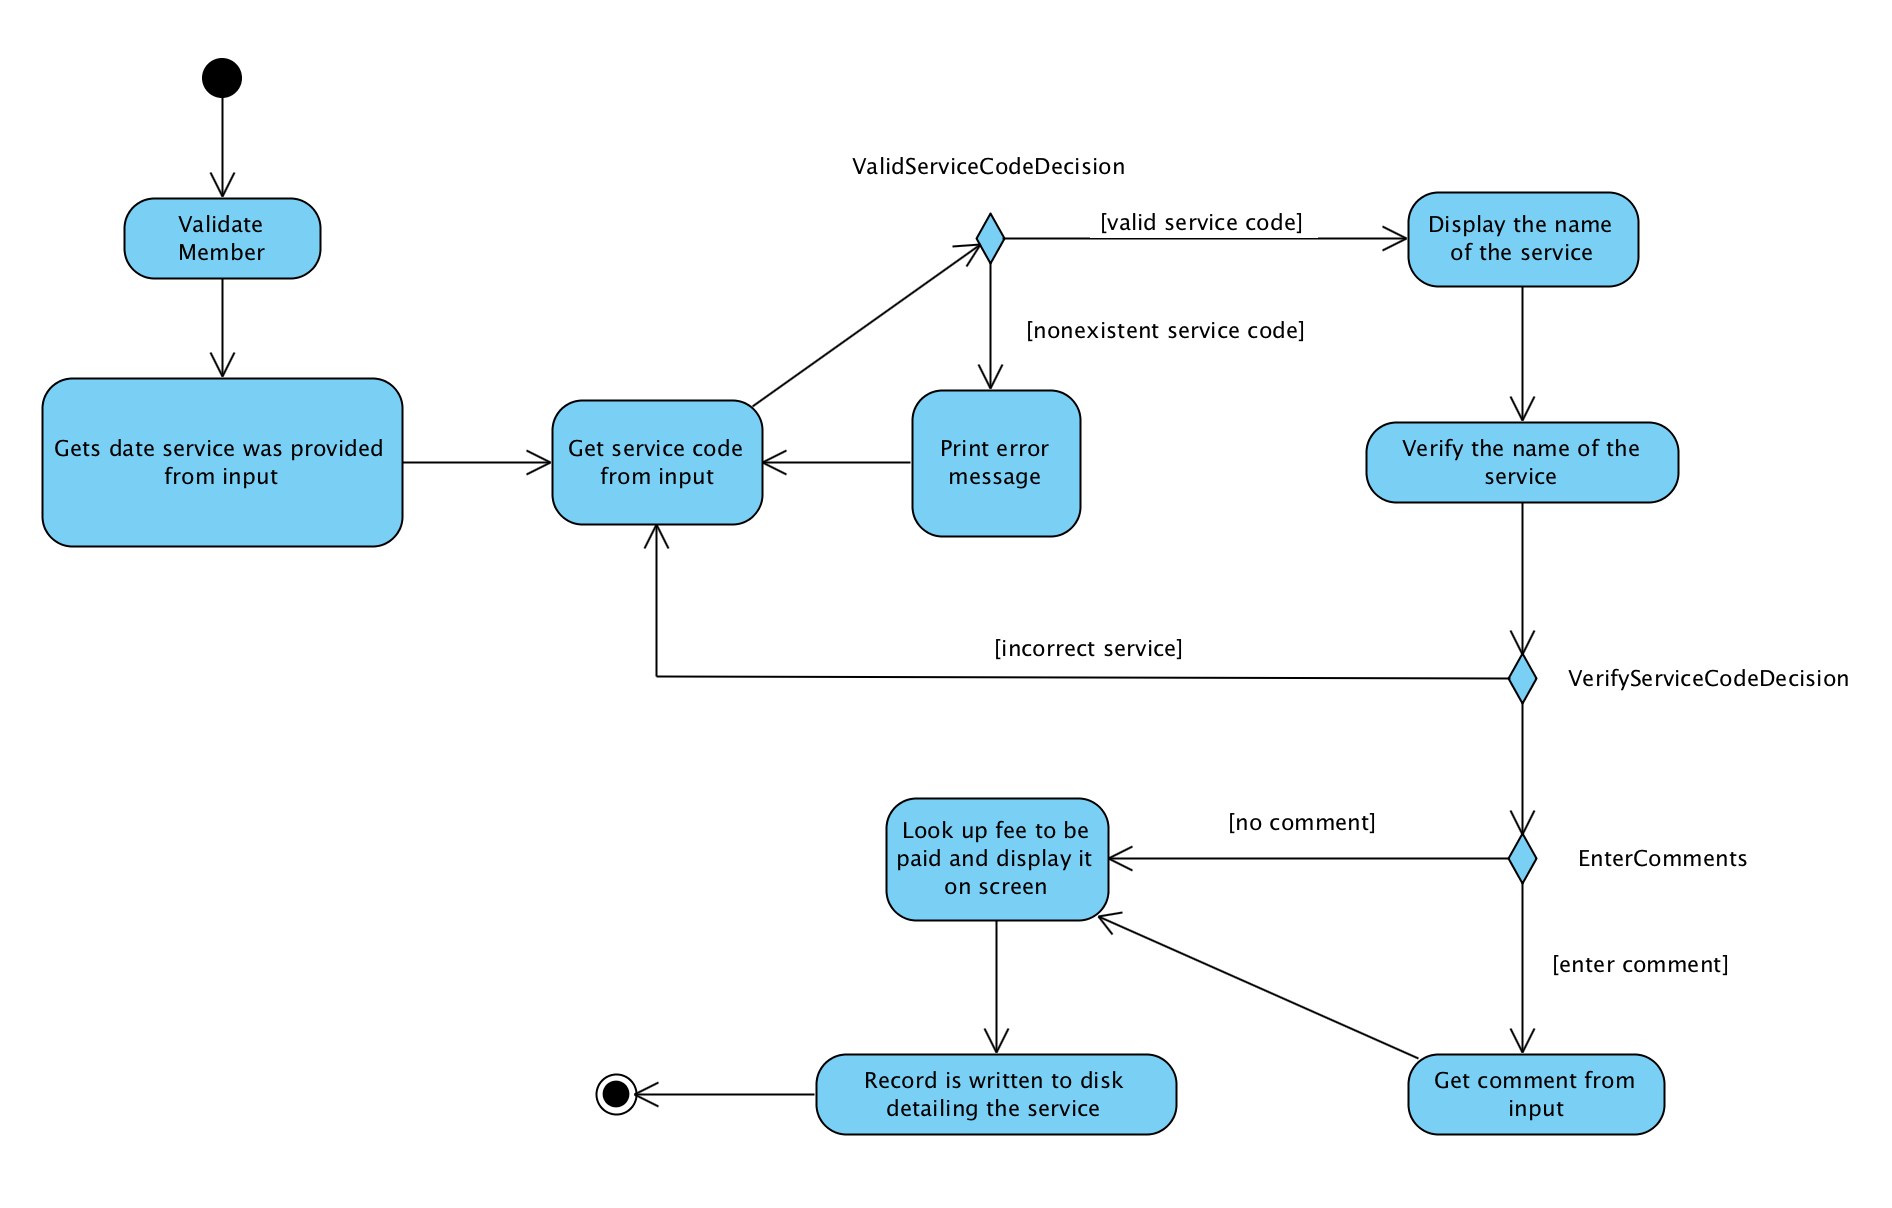 ValidServiceCodeDecision
Validate
Member
[valid service code]
Display the name
of the service
[nonexistent service code]
Gets date service was provided
from input
Get service code
from input
Print error
message
Verify the name of the
service
[incorrect service]
VerifyServiceCodeDecision
Look up fee to be
paid and display it
on screen
[no comment]
EnterComments
[enter comment]
Record is written to disk
detailing the service
Get comment from
input